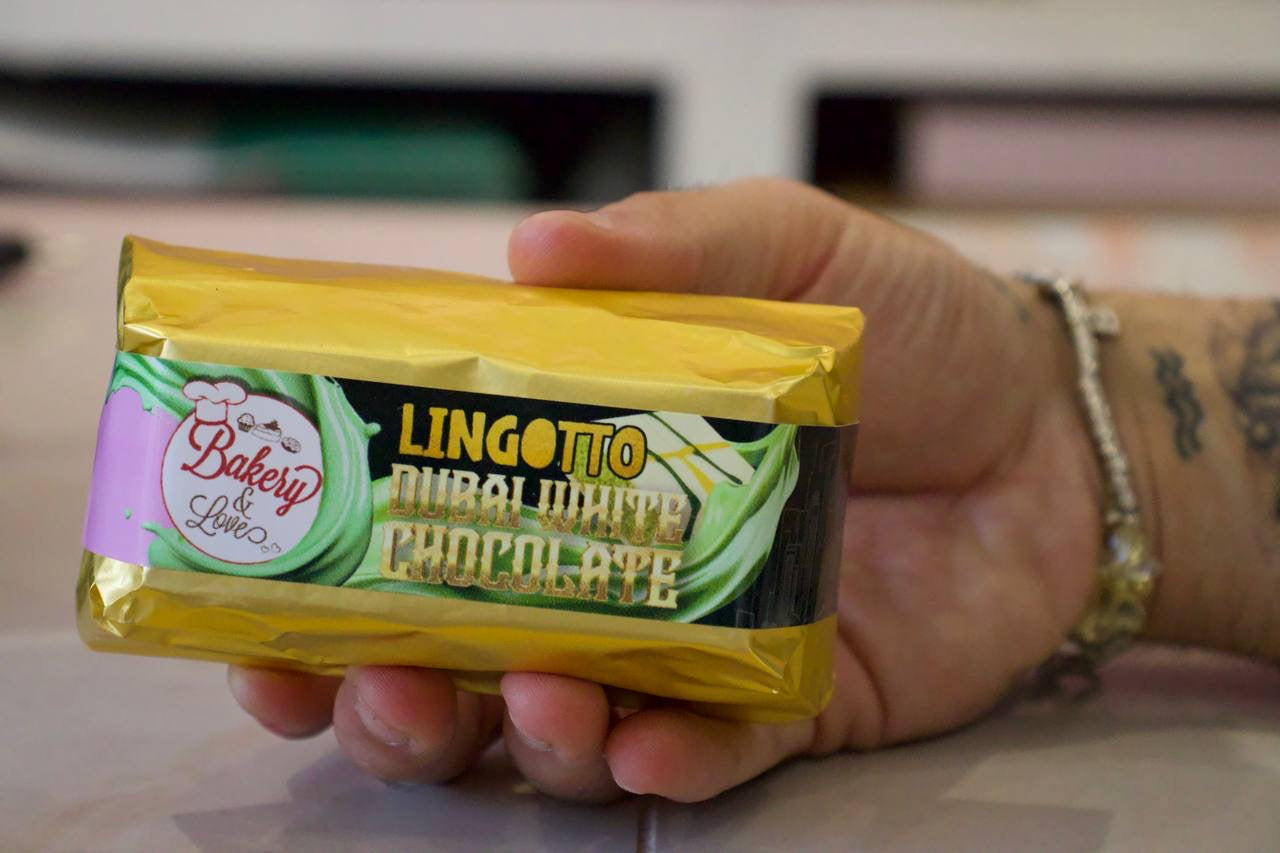 Bakery
&
Love
LINGOTTO
DUBAI WHITE
CHOCOLATE